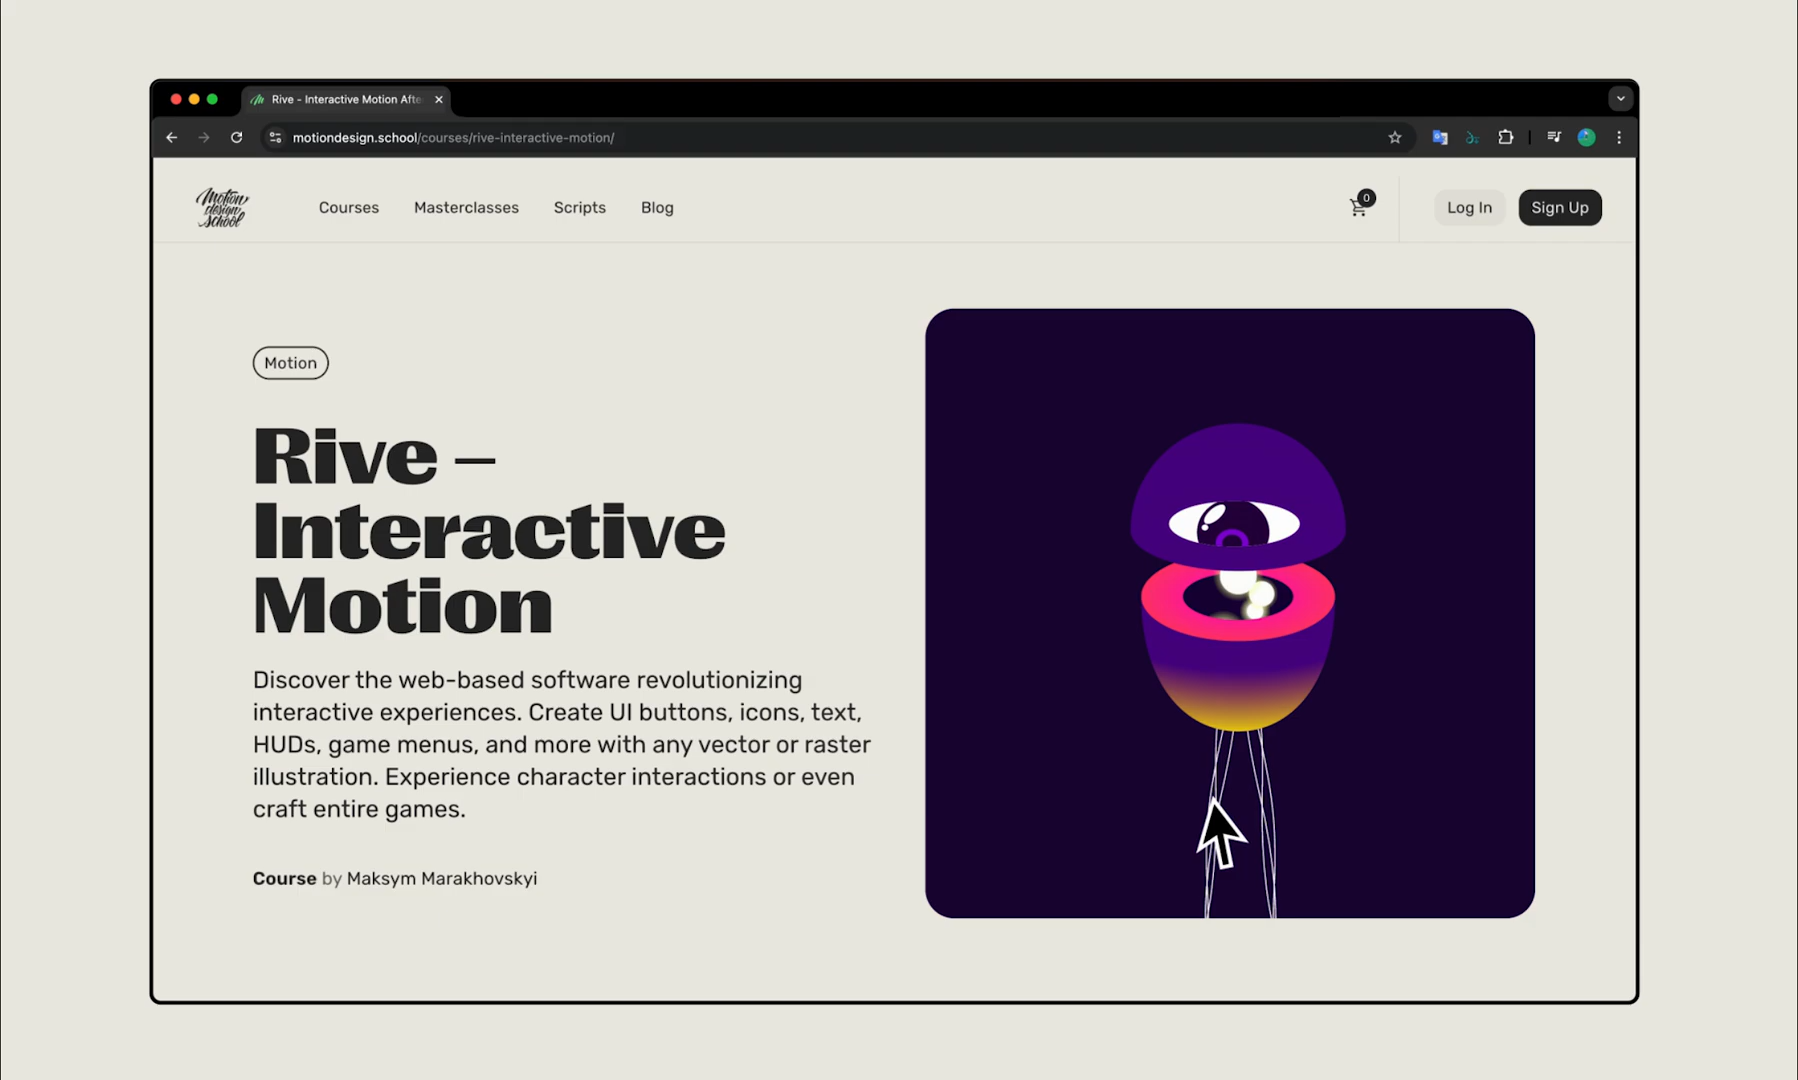 Rive - Interactive Motion Afte
motiondesign.school/courses/rive-interactive-motion/
Motion
design
school
Courses
Masterclasses
Scripts
Blog
0
Log In
Sign Up
Motion
Rive –
Interactive
Motion
Discover the web-based software revolutionizing
interactive experiences. Create UI buttons, icons, text,
HUDs, game menus, and more with any vector or raster
illustration. Experience character interactions or even
craft entire games.
Course by Maksym Marakhovskyi